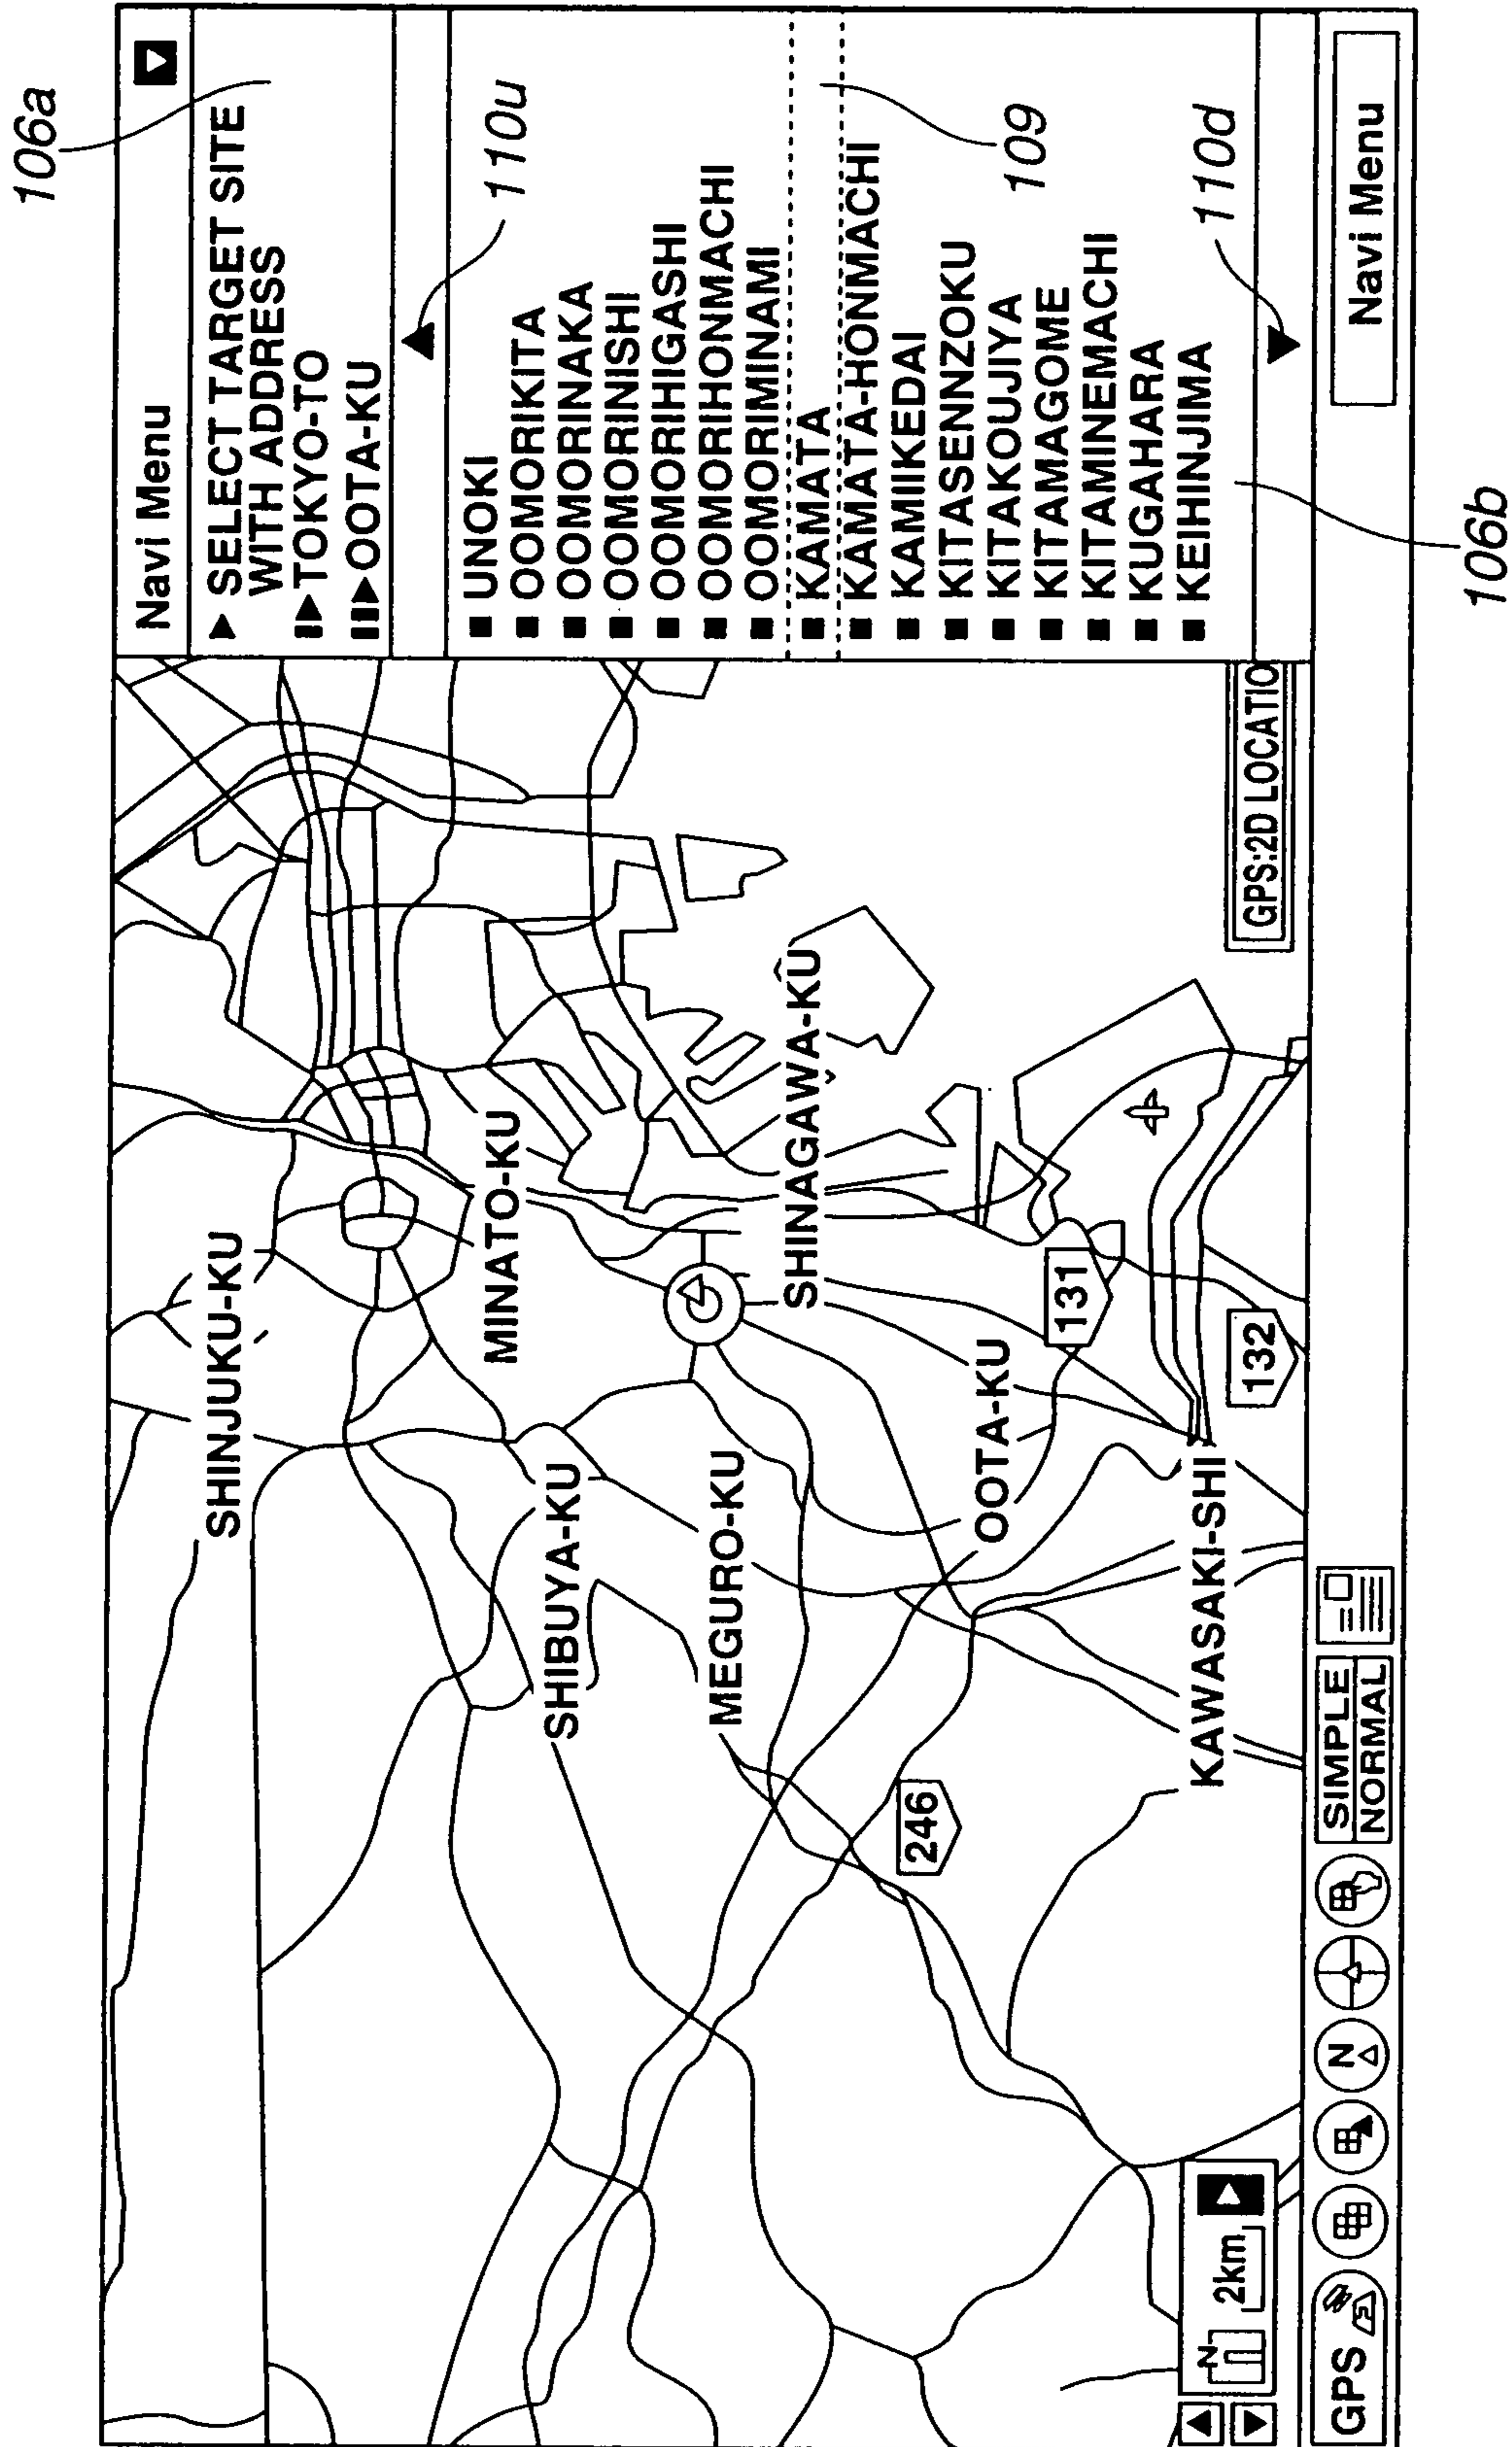 SHINJUKU-KU
MINATO-KU
SHIBUYA-KU
MEGURO-KU
SHINAGAWA-KU
246
OOTA-KU
131
KAWASAKI-SHI
132
GPS:2D LOCATIO
N
2km
GPS
N
SIMPLE
NORMAL
Navi Menu
Navi Menu
SELECT TARGET SITE
WITH ADDRESS
TOKYO-TO
OOTA-KU
UNOKI
OOMORIKITA
OOMORINAKA
OOMORINISHI
OOMORIHIGASHI
OOMORIHONMACHI
OOMORIMINAMI
KAMATA
KAMATA-HONMACHI
KAMIIKEDAI
KITASENNZOKU
KITAKOUJIYA
KITAMAGOME
KITAMINEMACHI
KUGAHARA
KEIHINJIMA
106a
110u
109
110d
106b